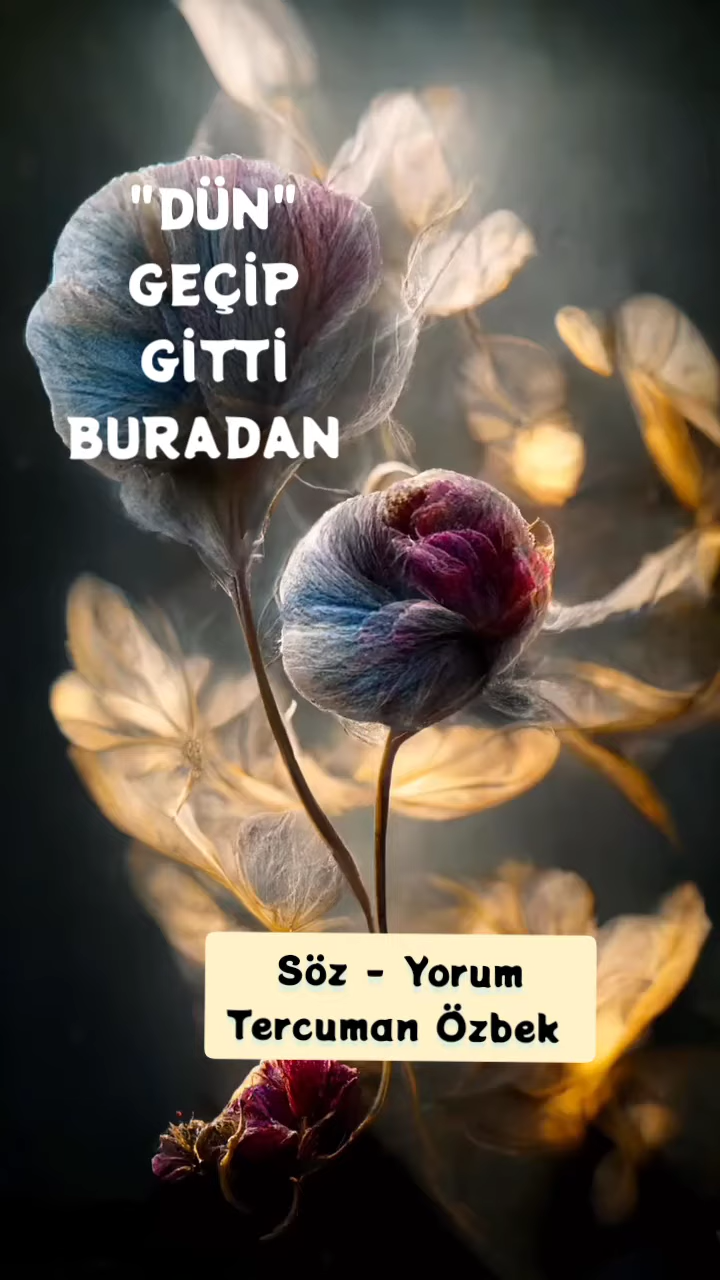 "DÜN"
GEÇİP
GİTTİ
BURADAN
Söz - Yorum
Tercuman Özbek